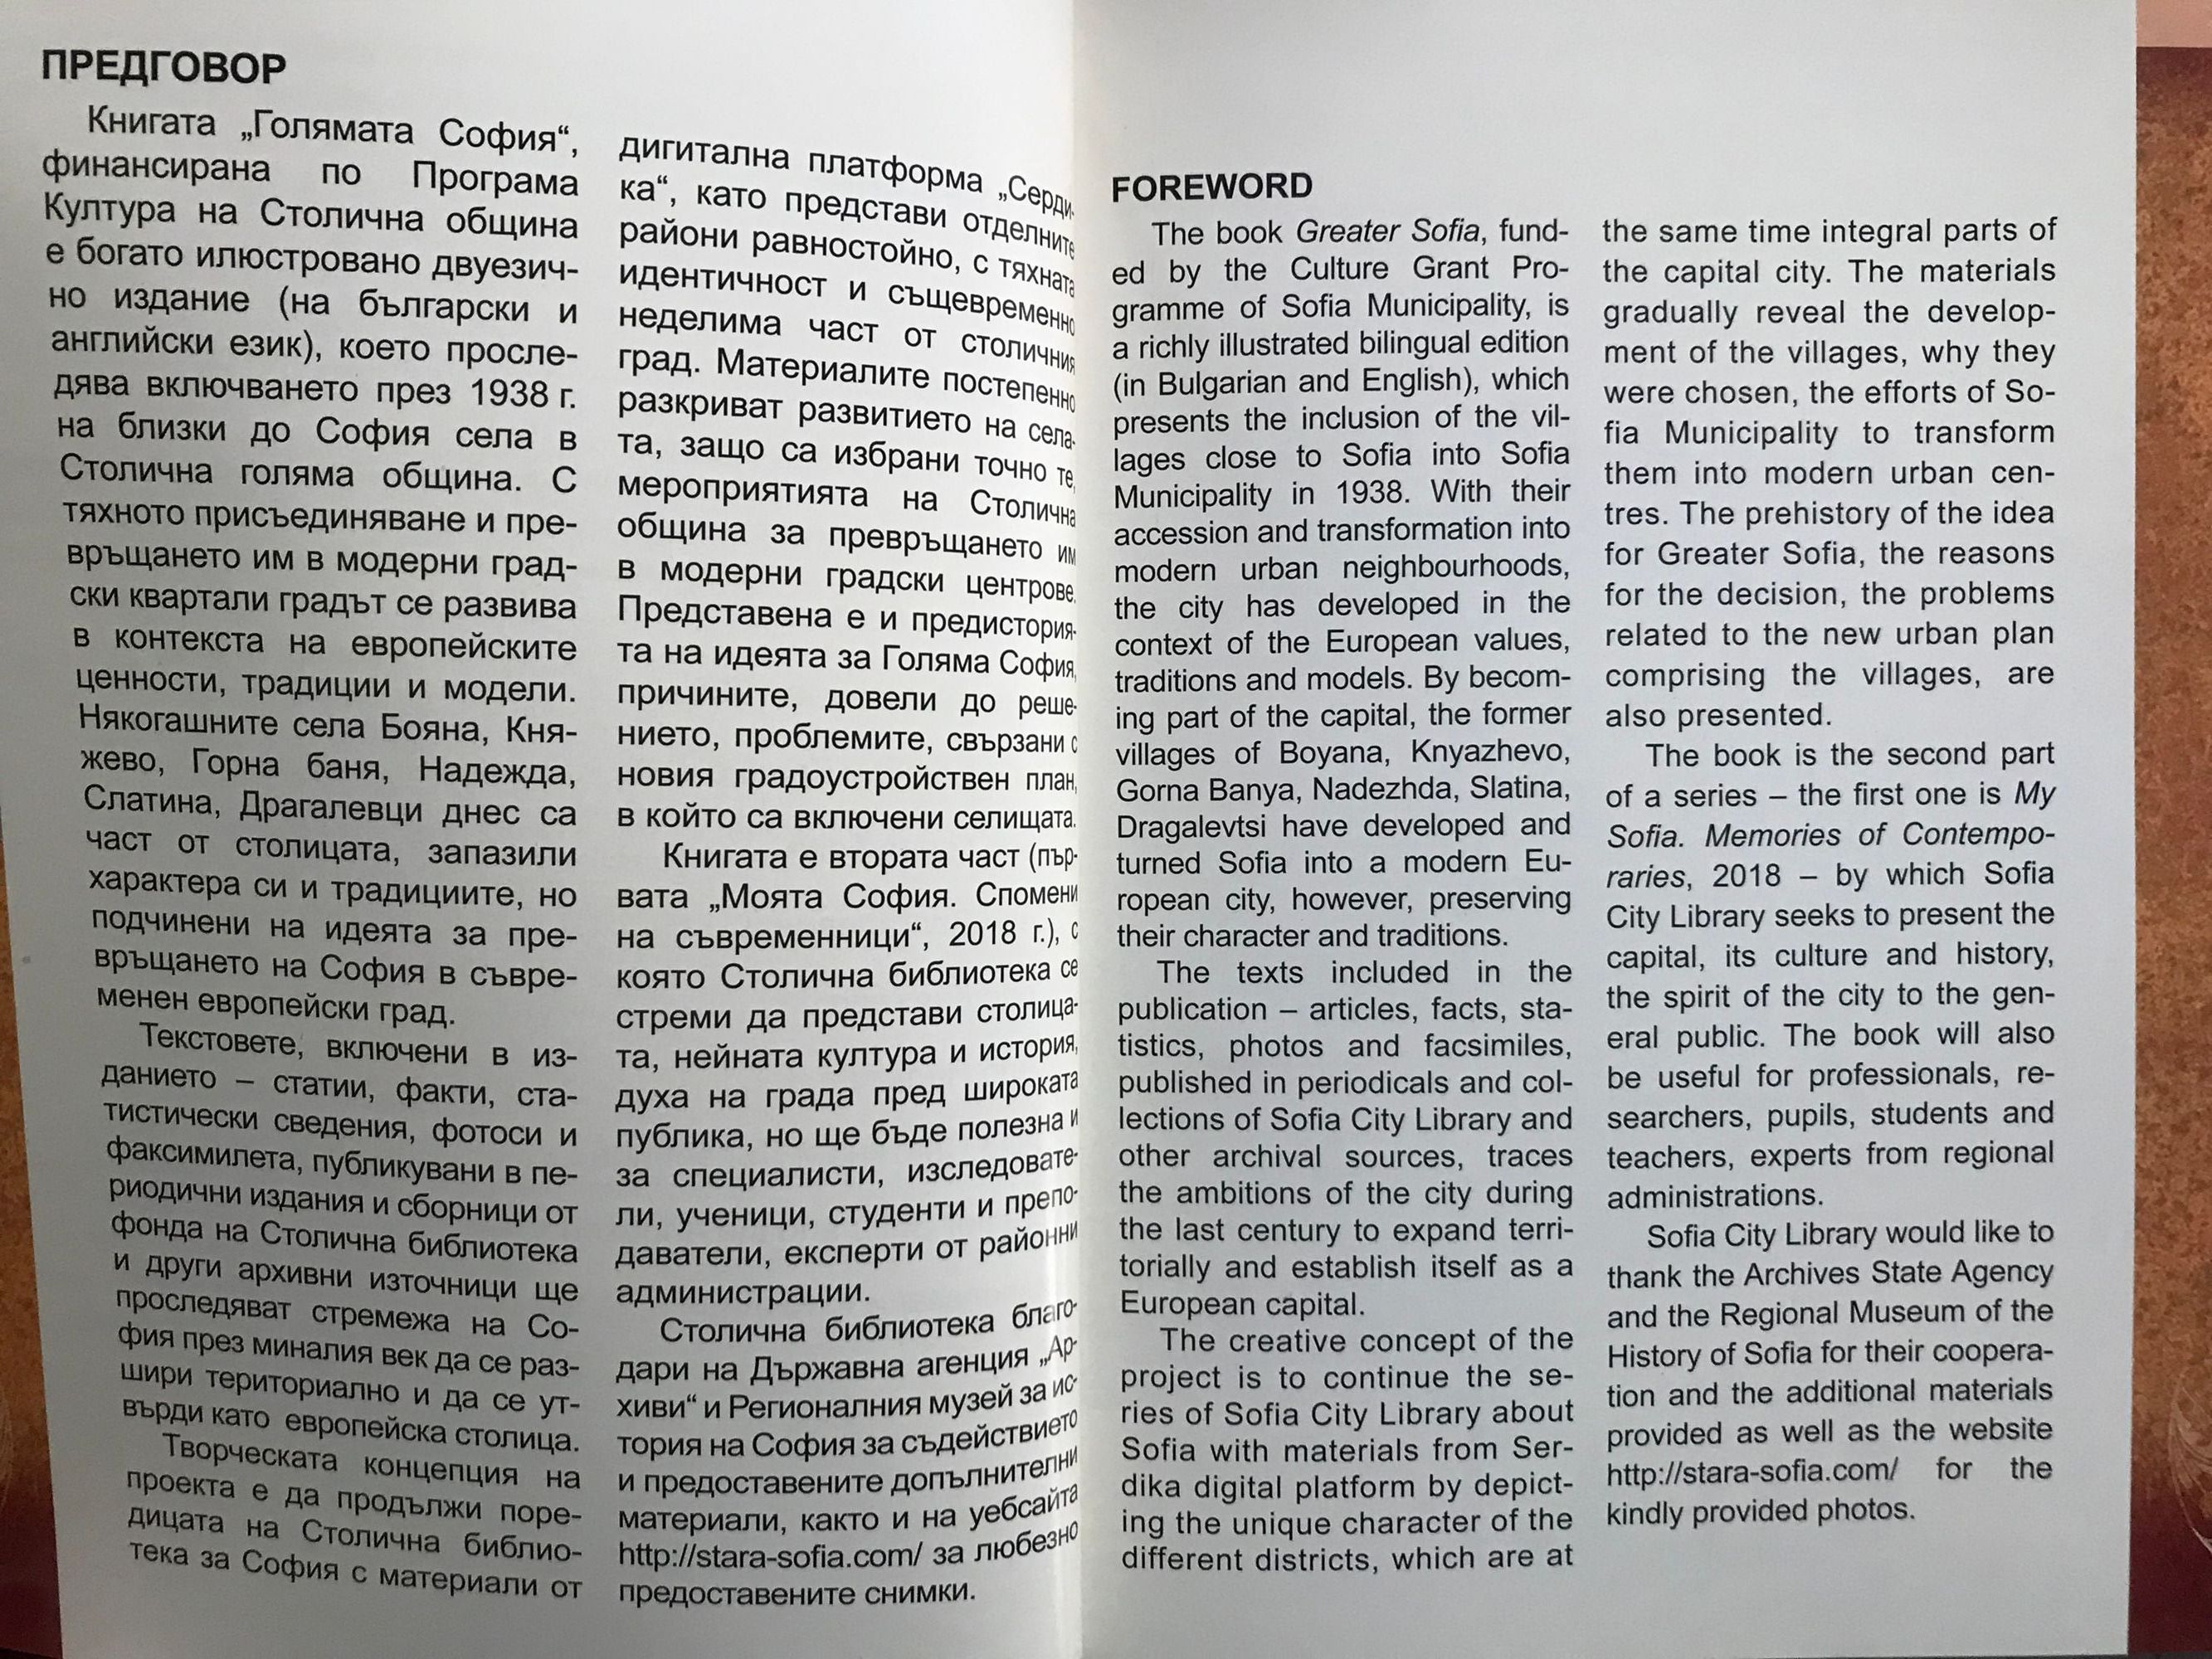 ПРЕДГОВОР
Книгата „Голямата София“,
финансирана по Програма
Култура на Столична община
е богато илюстровано двуезич-
но издание (на български и
английски език), което просле-
дява включването през 1938 г.
на близки до София села в
Столична голяма община. С
тяхното присъединяване и пре-
връщането им в модерни град-
ски квартали градът се развива
в контекста на европейските
ценности, традиции и модели.
Някогашните села Бояна, Кня-
жево, Горна баня, Надежда,
Слатина, Драгалевци днес са
част от столицата, запазили
характера си и традициите, но
подчинени на идеята за пре-
връщането на София в съвре-
менен европейски град.
Текстовете, включени в из-
данието – статии, факти, ста-
тистически сведения, фотоси и
факсимилета, публикувани в пе-
риодични издания и сборници от
фонда на Столична библиотека
и други архивни източници ще
проследяват стремежа на Со-
фия през миналия век да се раз-
шири териториално и да се ут-
върди като европейска столица.
Творческата концепция на
проекта е да продължи поре-
дицата на Столична библио-
тека за София с материали от
дигитална платформа „Серди-
ка“, като представи отделните
райони равностойно, с тяхната
идентичност и същевременно
неделима част от столичния
град. Материалите постепенно
разкриват развитието на села-
та, защо са избрани точно те,
мероприятията на Столична
община за превръщането им
в модерни градски центрове.
Представена е и предистория-
та на идеята за Голяма София,
причините, довели до реше-
нието, проблемите, свързани с
новия градоустройствен план,
в който са включени селищата.
Книгата е втората част (пър-
вата „Моята София. Спомени
на съвременници“, 2018 г.), с
която Столична библиотека се
стреми да представи столица-
та, нейната култура и история,
духа на града пред широката
публика, но ще бъде полезна и
за специалисти, изследовате-
ли, ученици, студенти и препо-
даватели, експерти от районни
администрации.
Столична библиотека благо-
дари на Държавна агенция „Ар-
хиви“ и Регионалния музей за ис-
тория на София за съдействието
и предоставените допълнителни
материали, както и на уебсайта
http://stara-sofia.com/ за любезно
предоставените снимки.
FOREWORD
The book Greater Sofia, fund-
ed by the Culture Grant Pro-
gramme of Sofia Municipality, is
a richly illustrated bilingual edition
(in Bulgarian and English), which
presents the inclusion of the vil-
lages close to Sofia into Sofia
Municipality in 1938. With their
accession and transformation into
modern urban neighbourhoods,
the city has developed in the
context of the European values,
traditions and models. By becom-
ing part of the capital, the former
villages of Boyana, Knyazhevo,
Gorna Banya, Nadezhda, Slatina,
Dragalevtsi have developed and
turned Sofia into a modern Eu-
ropean city, however, preserving
their character and traditions.
The texts included in the
publication – articles, facts, sta-
tistics, photos and facsimiles,
published in periodicals and col-
lections of Sofia City Library and
other archival sources, traces
the ambitions of the city during
the last century to expand terri-
torially and establish itself as a
European capital.
The creative concept of the
project is to continue the se-
ries of Sofia City Library about
Sofia with materials from Ser-
dika digital platform by depict-
ing the unique character of the
different districts, which are at
the same time integral parts of
the capital city. The materials
gradually reveal the develop-
ment of the villages, why they
were chosen, the efforts of So-
fia Municipality to transform
them into modern urban cen-
tres. The prehistory of the idea
for Greater Sofia, the reasons
for the decision, the problems
related to the new urban plan
comprising the villages, are
also presented.
The book is the second part
of a series – the first one is My
Sofia. Memories of Contempo-
raries, 2018 – by which Sofia
City Library seeks to present the
capital, its culture and history,
the spirit of the city to the gen-
eral public. The book will also
be useful for professionals, re-
searchers, pupils, students and
teachers, experts from regional
administrations.
Sofia City Library would like to
thank the Archives State Agency
and the Regional Museum of the
History of Sofia for their coopera-
tion and the additional materials
provided as well as the website
http://stara-sofia.com/ for the
kindly provided photos.